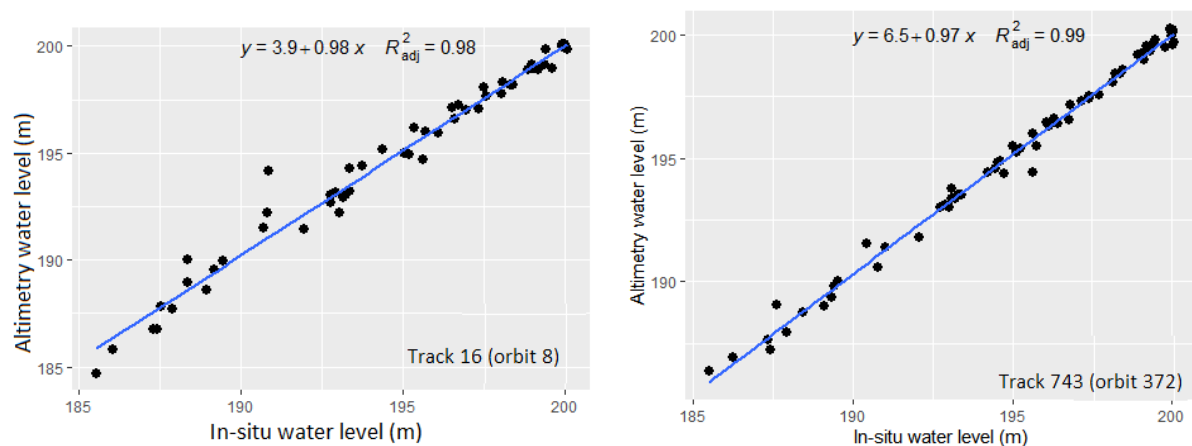 y = 3.9 + 0.98 x R²adj = 0.98
200
195
190
185
Altimetry water level (m)
Track 16 (orbit 8)
185 190 195 200
In-situ water level (m)
y = 6.5 + 0.97 x R²adj = 0.99
200
195
190
Altimetry water level (m)
Track 743 (orbit 372)
185 190 195 200
In-situ water level (m)